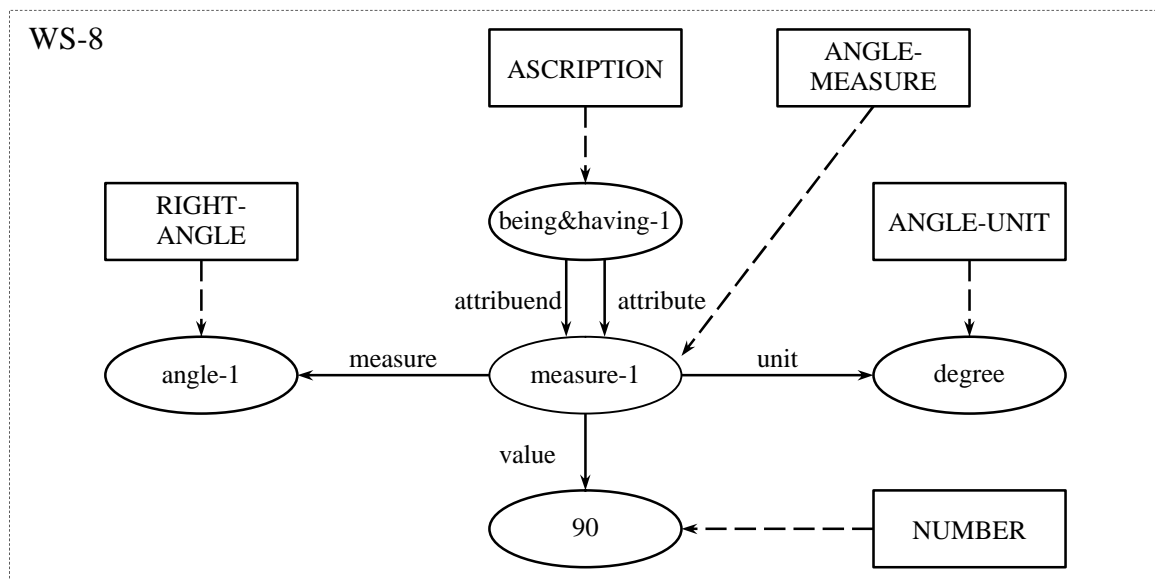 WS-8
ASCRIPTION
ANGLE-
MEASURE
RIGHT-
ANGLE
being&having-1
ANGLE-UNIT
attribuend
attribute
angle-1
measure
measure-1
unit
degree
value
90
NUMBER